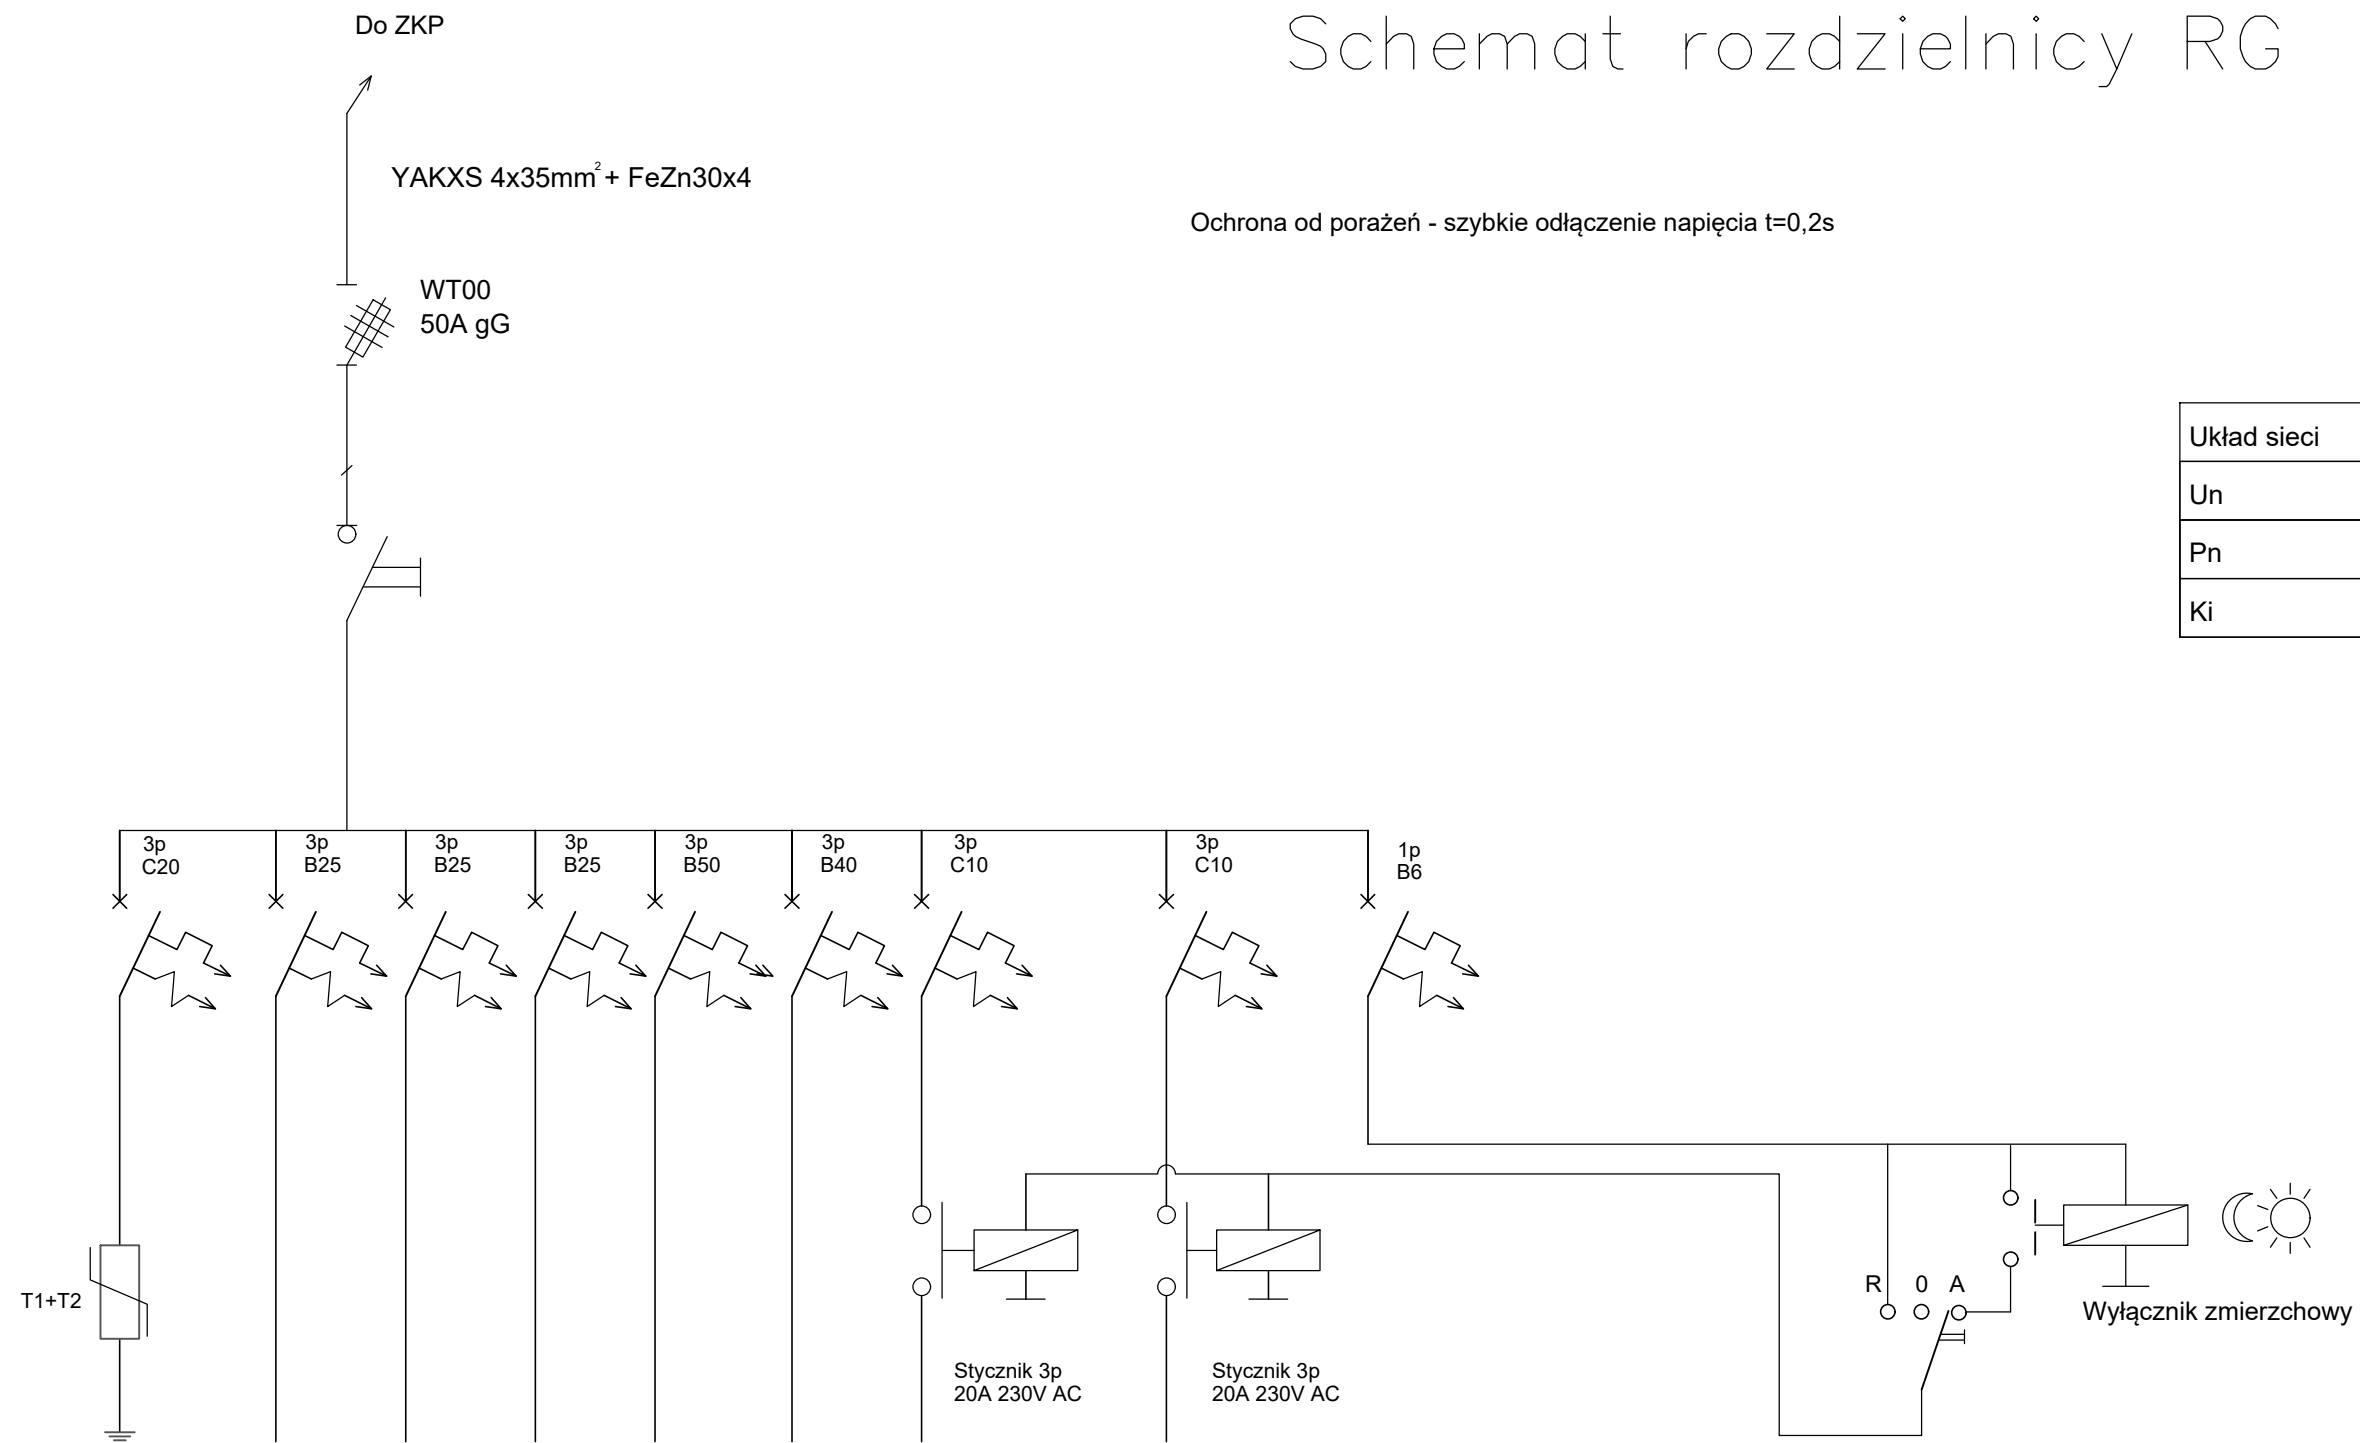 Do ZKP
Schemat rozdzielnicy RG
YAKXS 4x35mm²+ FeZn30x4
Ochrona od porażeń - szybkie odłączenie napięcia t=0,2s
WT00
50A gG
Układ sieci
Un
Pn
Ki
3p
C20
3p
B25
3p
B25
3p
B25
3p
B50
3p
B40
3p
C10
3p
C10
1p
B6
T1+T2
R 0 A
Wyłącznik zmierzchowy
Stycznik 3p
20A 230V AC
Stycznik 3p
20A 230V AC